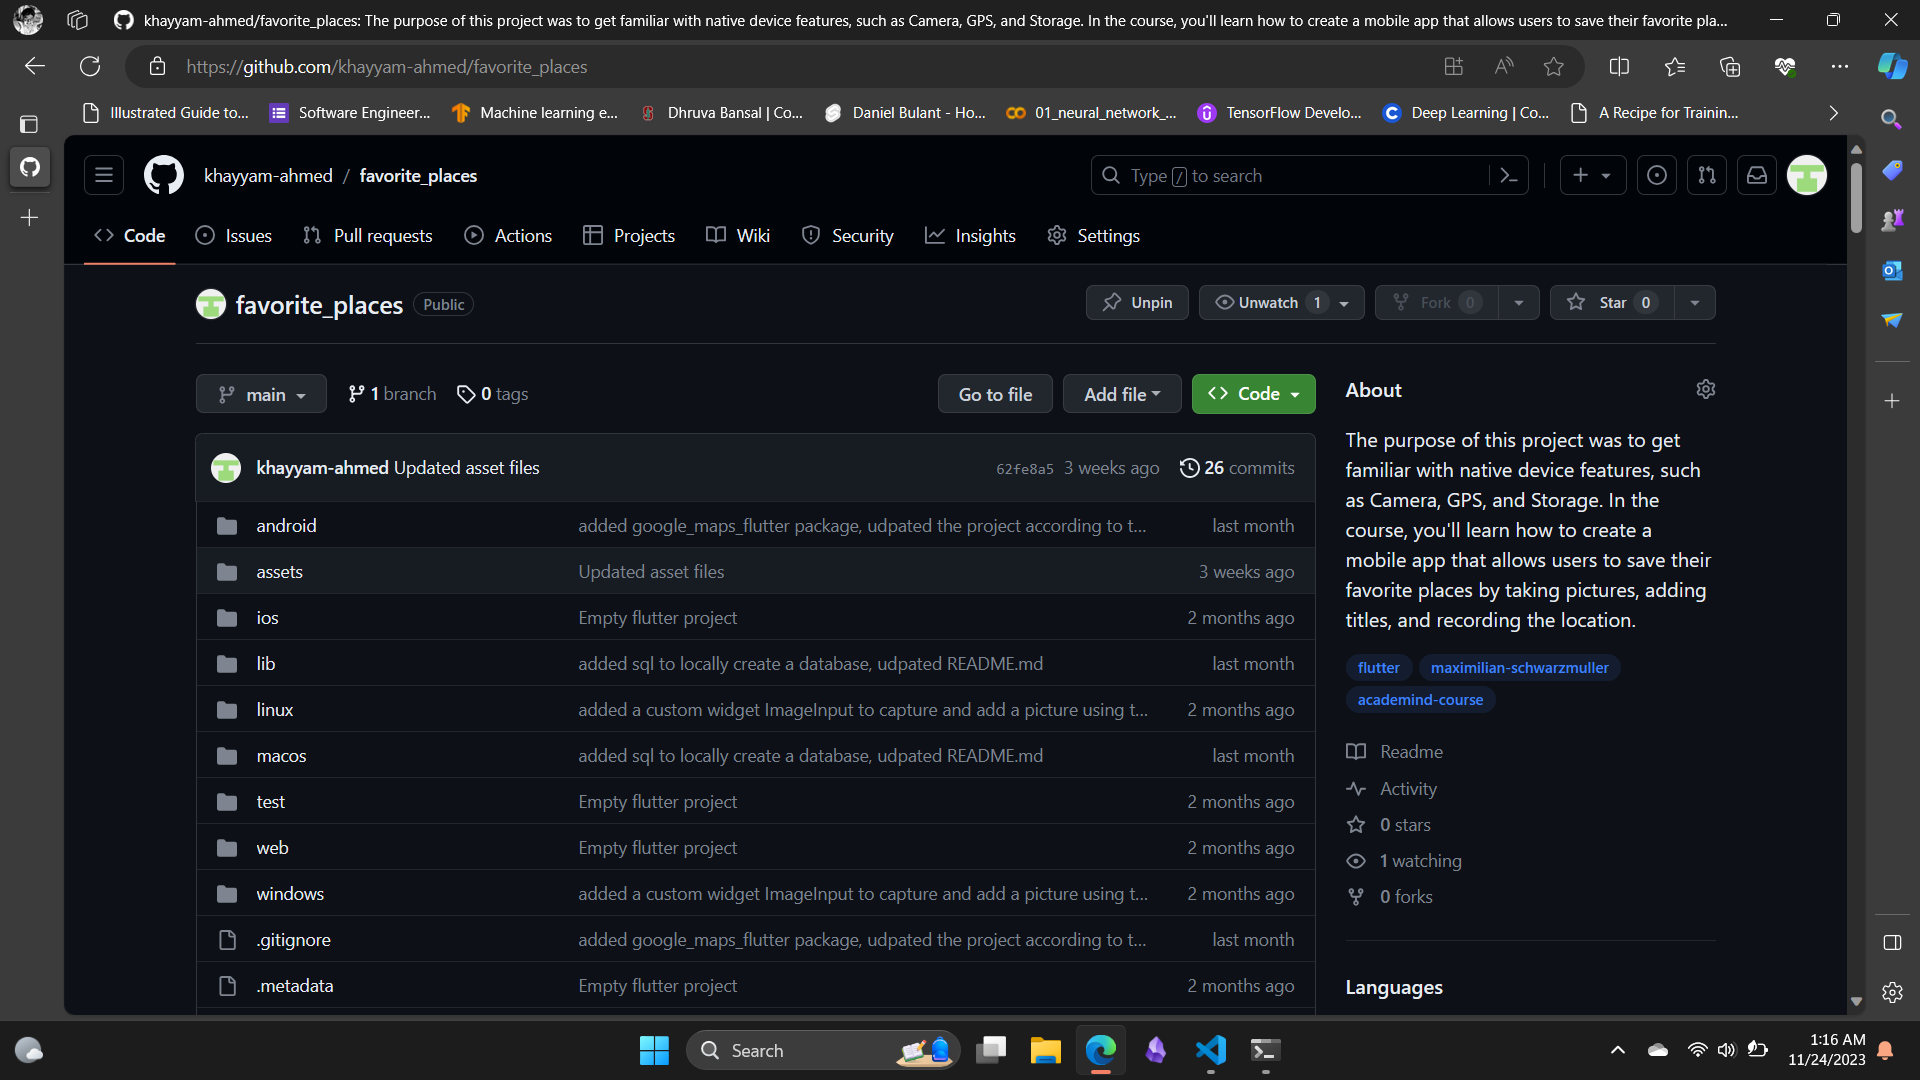 khayyam-ahmed/favorite_places: The purpose of this project was to get familiar with native device features, such as Camera, GPS, and Storage. In the course, you'll learn how to create a mobile app that allows users to save their favorite pla...
https://github.com/khayyam-ahmed/favorite_places
Illustrated Guide to... Software Engineer... Machine learning e... Dhruva Bansal | Co... Daniel Bulant - Ho... 01_neural_network_... TensorFlow Develo... Deep Learning | Co... A Recipe for Trainin...
khayyam-ahmed / favorite_places Type / to search
Code Issues Pull requests Actions Projects Wiki Security Insights Settings
favorite_places Public Unpin Unwatch 1 Fork 0 Star 0
main 1 branch 0 tags Go to file Add file Code
khayyam-ahmed Updated asset files 62fe8a5 3 weeks ago 26 commits
android added google_maps_flutter package, udpated the project according to t... last month
assets Updated asset files 3 weeks ago
ios Empty flutter project 2 months ago
lib added sql to locally create a database, udpated README.md last month
linux added a custom widget ImageInput to capture and add a picture using t... 2 months ago
macos added sql to locally create a database, udpated README.md last month
test Empty flutter project 2 months ago
web Empty flutter project 2 months ago
windows added a custom widget ImageInput to capture and add a picture using t... 2 months ago
.gitignore added google_maps_flutter package, udpated the project according to t... last month
.metadata Empty flutter project 2 months ago
About
The purpose of this project was to get
familiar with native device features, such
as Camera, GPS, and Storage. In the
course, you'll learn how to create a
mobile app that allows users to save their
favorite places by taking pictures, adding
titles, and recording the location.
flutter maximilian-schwarzmuller
academind-course
Readme
Activity
0 stars
1 watching
0 forks
Languages
Search
1:16 AM
11/24/2023